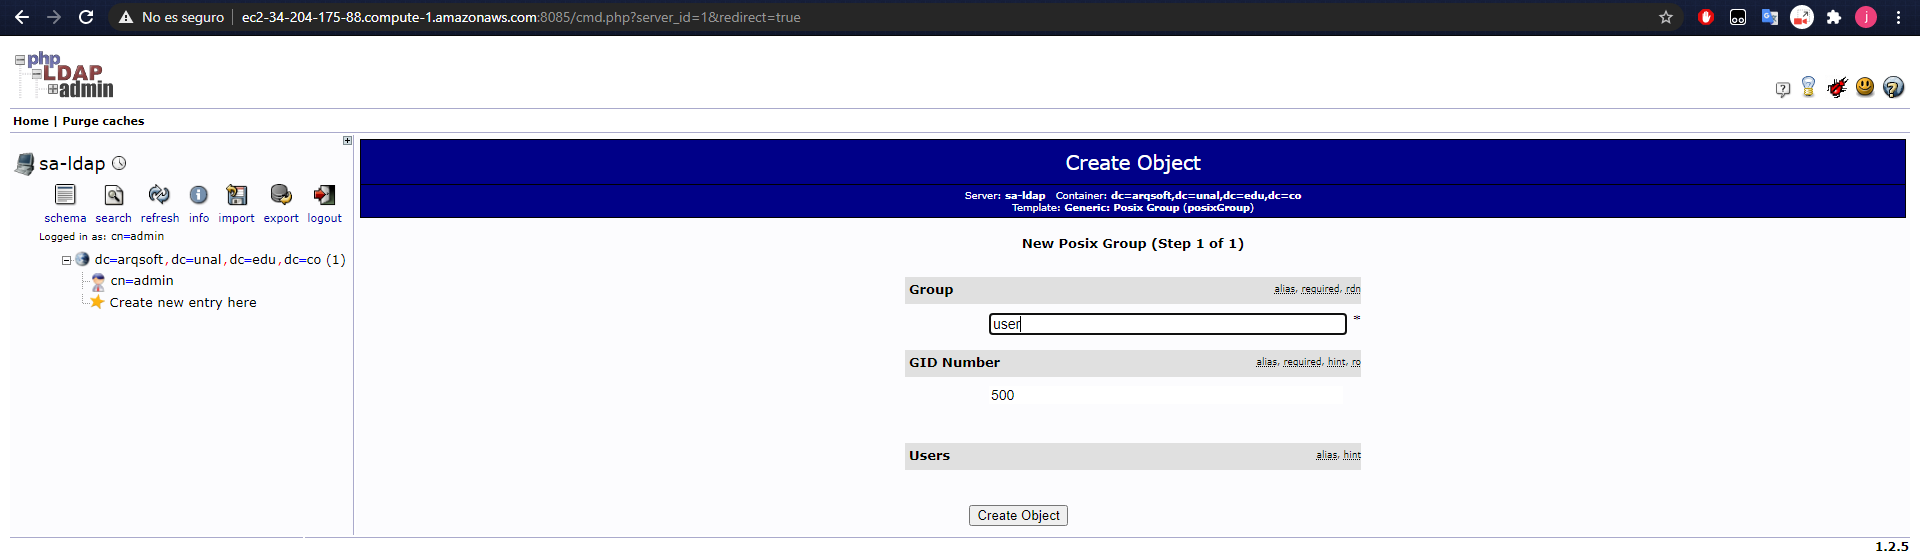 No es seguro ec2-34-204-175-88.compute-1.amazonaws.com:8085/cmd.php?server_id=1&redirect=true
j
php
LDAP
admin
Home | Purge caches
sa-ldap
schema search refresh info import export logout
Logged in as: cn=admin
dc=arqsoft,dc=unal,dc=edu,dc=co (1)
cn=admin
Create new entry here
Create Object
Server: sa-ldap Container: dc=arqsoft,dc=unal,dc=edu,dc=co
Template: Generic: Posix Group (posixGroup)
New Posix Group (Step 1 of 1)
Group alias, required, rdn
user *
GID Number alias, required, hint, ro
500
Users alias, hint
Create Object
1.2.5